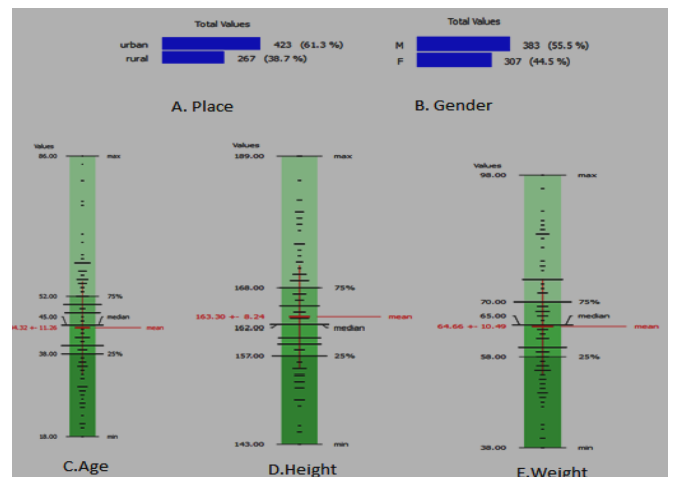 Total Values
urban 423 (61.3 %)
rural 267 (38.7 %)
A. Place
Total Values
M 383 (55.5 %)
F 307 (44.5 %)
B. Gender
Values
86.00 max
52.00 75%
45.00 median
4.32 +- 11.26 mean
38.00 25%
18.00 min
C.Age
189.00 max
168.00 75%
163.30 +- 8.24 mean
162.00 median
157.00 25%
143.00 min
D.Height
Values
98.00 max
70.00 75%
65.00 median
64.66 +- 10.49 mean
58.00 25%
38.00 min
E.Weight